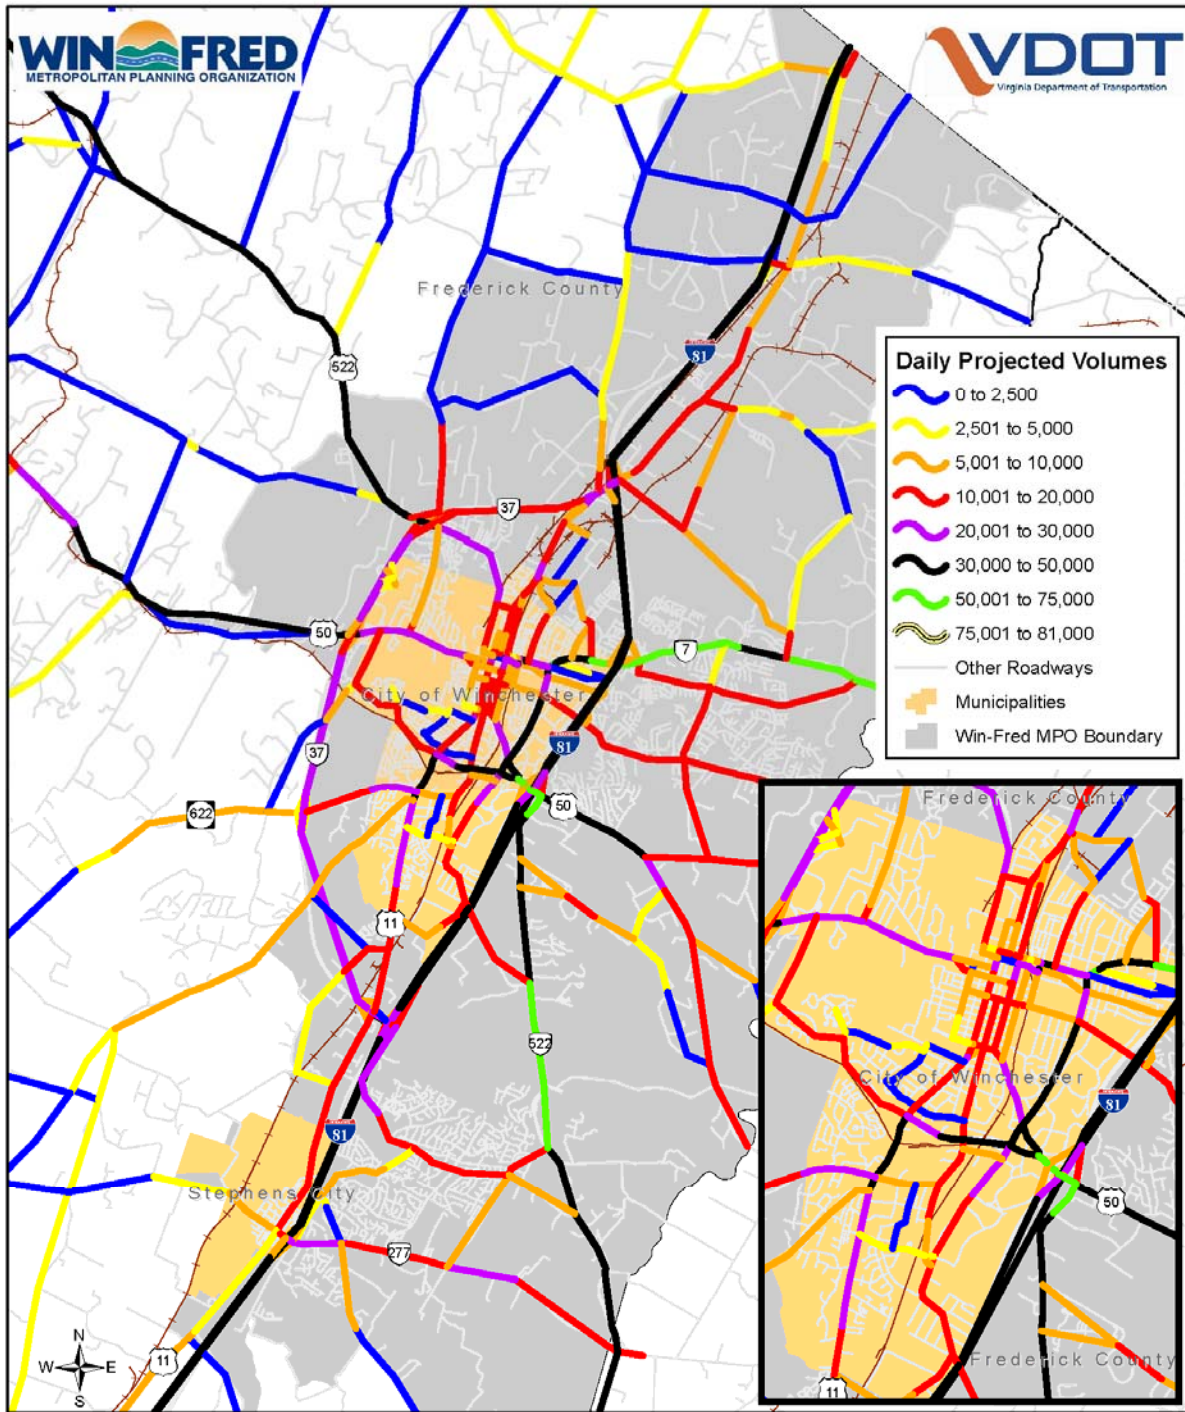 WIN FRED
METROPOLITAN PLANNING ORGANIZATION
VDOT
Virginia Department of Transportation
Frederick County
81
522
Daily Projected Volumes
0 to 2,500
2,501 to 5,000
5,001 to 10,000
10,001 to 20,000
20,001 to 30,000
30,000 to 50,000
50,001 to 75,000
75,001 to 81,000
Other Roadways
Municipalities
Win-Fred MPO Boundary
37
50
7
City of Winchester
81
37
50
622
11
522
81
Stephens City
277
11
N
W E
S
Frederick County
City of Winchester
81
50
Frederick County
11